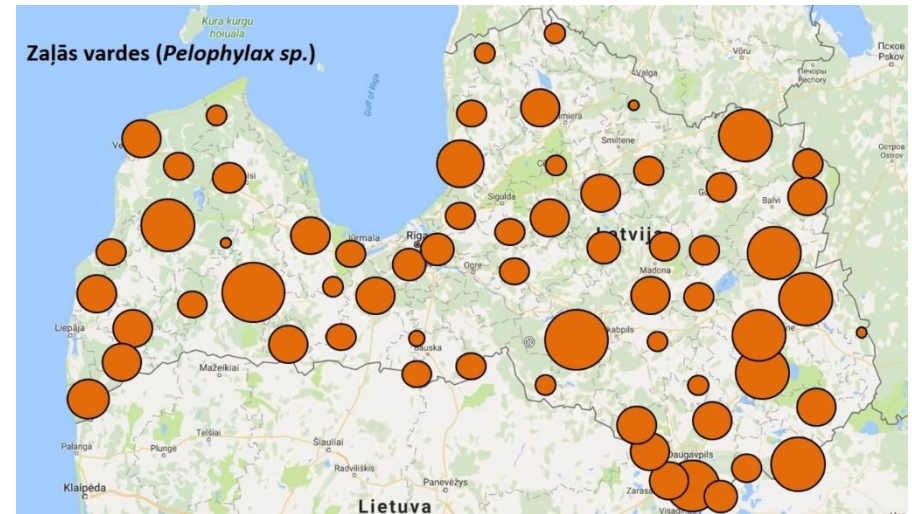 Kura kurgu
hoiuala
Zaļās vardes (Pelophylax sp.)
Gulf of Riga
Valga
Võru
Печоры
Pechory
Псков
Pskov
Остров
Ostrov
Smiltene
Sigulda
Balvi
Jūrmala
Rīga
Ogre
Latvija
Madona
Liepāja
Bauska
Mažeikiai
Palanga
Plungė
Telšiai
Šiauliai
Radviliškis
Panevėžys
Klaipėda
Lietuva
Daugavpils
Zarasai
Visaginas